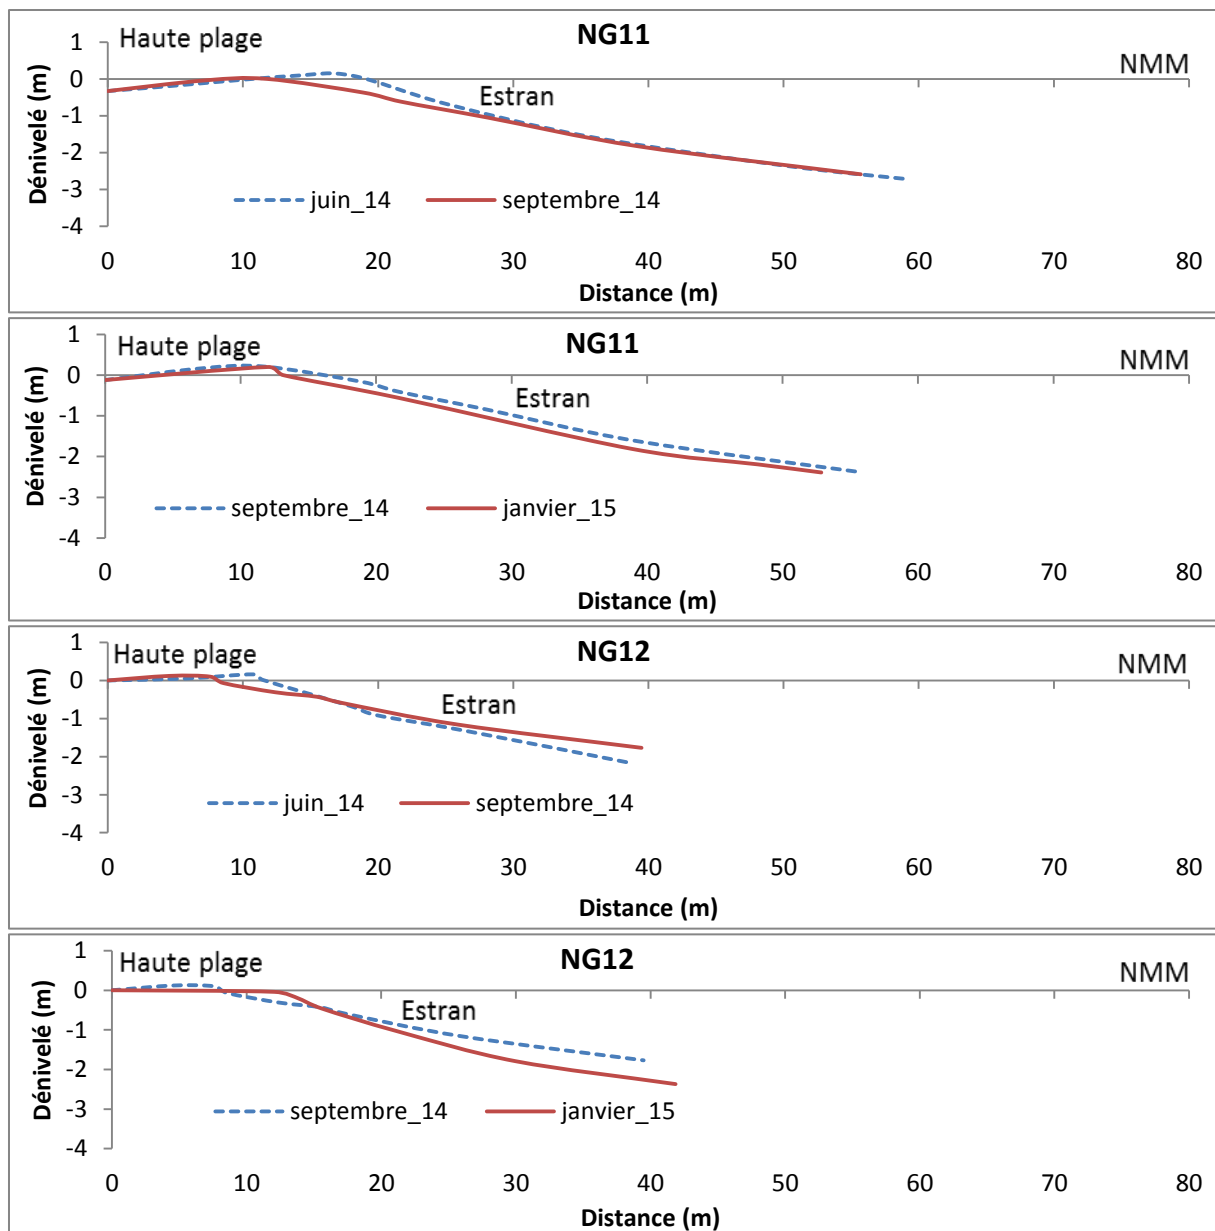 NG11
Haute plage
NMM
Estran
Dénivelé (m)
1
0
-1
-2
-3
-4
juin_14
septembre_14
0 10 20 30 40 50 60 70 80
Distance (m)
NG11
Haute plage
NMM
Estran
Dénivelé (m)
1
0
-1
-2
-3
-4
septembre_14
janvier_15
0 10 20 30 40 50 60 70 80
Distance (m)
NG12
Haute plage
NMM
Estran
Dénivelé (m)
1
0
-1
-2
-3
-4
juin_14
septembre_14
0 10 20 30 40 50 60 70 80
Distance (m)
NG12
Haute plage
NMM
Estran
Dénivelé (m)
1
0
-1
-2
-3
-4
septembre_14
janvier_15
0 10 20 30 40 50 60 70 80
Distance (m)